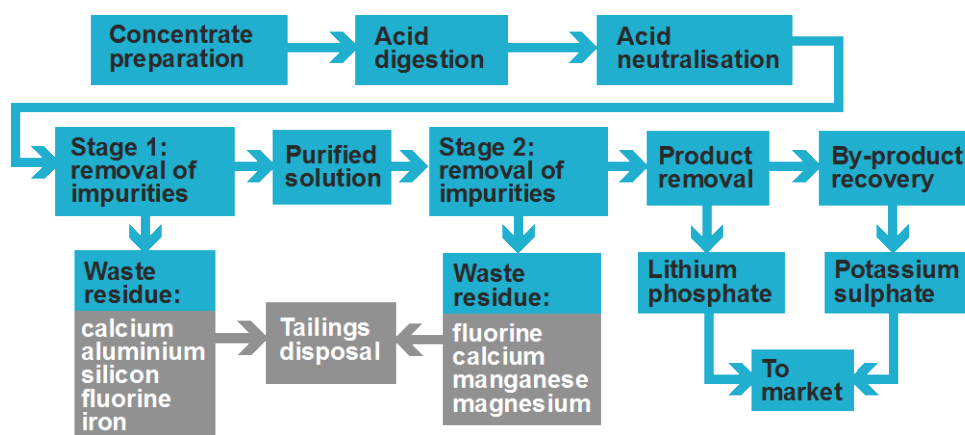 Concentrate
preparation
Acid
digestion
Acid
neutralisation
Stage 1:
removal of
impurities
Purified
solution
Stage 2:
removal of
impurities
Product
removal
By-product
recovery
Waste
residue:
calcium
aluminium
silicon
fluorine
iron
Tailings
disposal
Waste
residue:
fluorine
calcium
manganese
magnesium
Lithium
phosphate
Potassium
sulphate
To
market